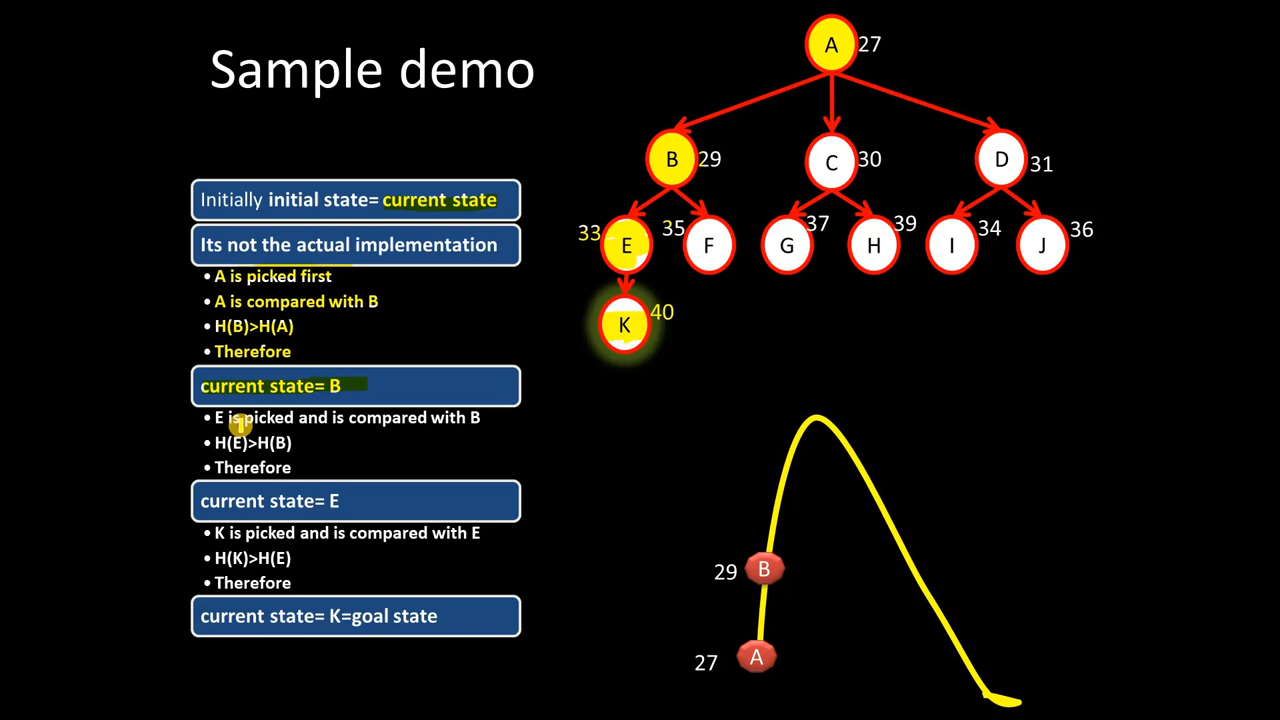 Sample demo
Initially initial state= current state
Its not the actual implementation
• A is picked first
• A is compared with B
• H(B)>H(A)
• Therefore
current state= B
• E is picked and is compared with B
• H(E)>H(B)
• Therefore
current state= E
• K is picked and is compared with E
• H(K)>H(E)
• Therefore
current state= K=goal state
A 27
B 29 C 30 D 31
33 E 35 F G 37 H 39 I 34 J 36
K 40
29 B
27 A